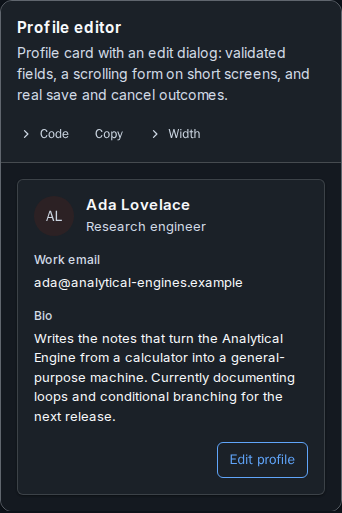 Profile editor
Profile card with an edit dialog: validated
fields, a scrolling form on short screens, and
real save and cancel outcomes.
Code Copy Width
AL
Ada Lovelace
Research engineer
Work email
ada@analytical-engines.example
Bio
Writes the notes that turn the Analytical
Engine from a calculator into a general-
purpose machine. Currently documenting
loops and conditional branching for the
next release.
Edit profile